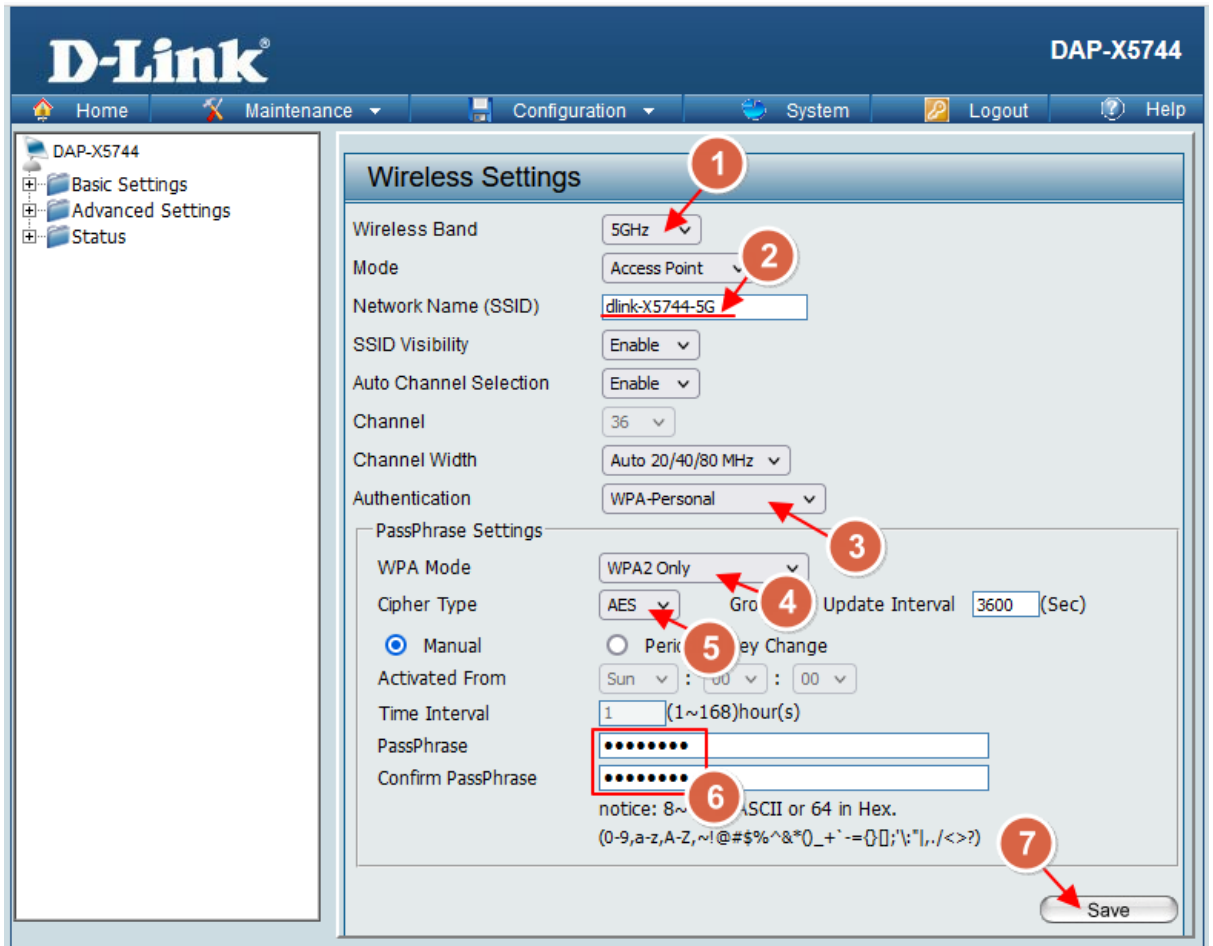 D-Link®
DAP-X5744
Home Maintenance Configuration System Logout Help
DAP-X5744
Basic Settings
Advanced Settings
Status
Wireless Settings
1
Wireless Band 5GHz
2
Mode Access Point
Network Name (SSID) dlink-X5744-5G
SSID Visibility Enable
Auto Channel Selection Enable
Channel 36
Channel Width Auto 20/40/80 MHz
Authentication WPA-Personal
PassPhrase Settings
3
WPA Mode WPA2 Only
4
Cipher Type AES Update Interval 3600 (Sec)
5
Manual Change
Activated From Sun : 00 : 00
Time Interval 1 (1~168)hour(s)
PassPhrase ••••••••
Confirm PassPhrase ••••••••
6
notice: 8~ ASCII or 64 in Hex.
(0-9,a-z,A-Z,~!@#$%^&*()_+`-={}[];'\:"|,./<>?)
7
Save